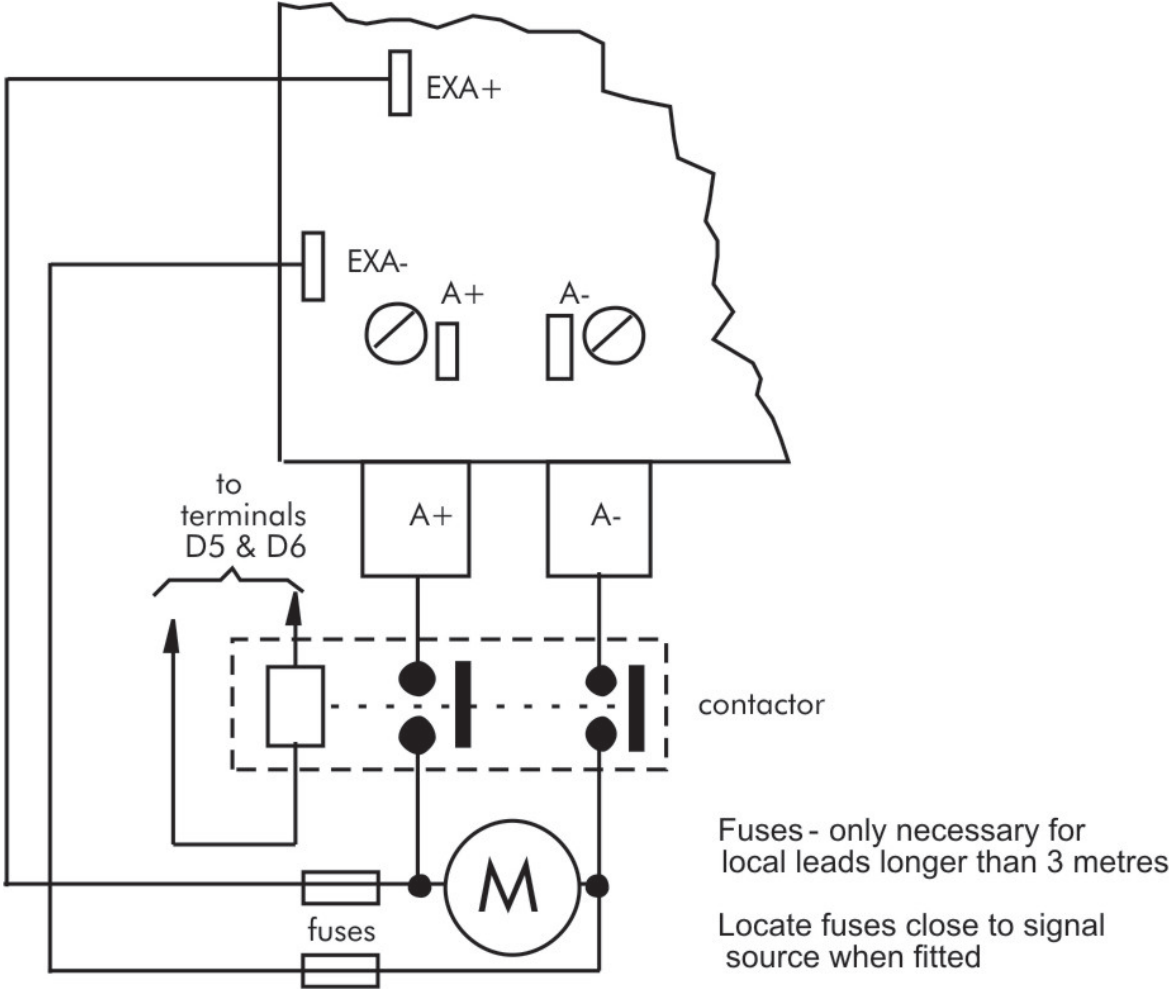 EXA+
EXA-
A+
A-
to
terminals
D5 & D6
A+
A-
contactor
M
fuses
Fuses - only necessary for
local leads longer than 3 metres
Locate fuses close to signal
source when fitted